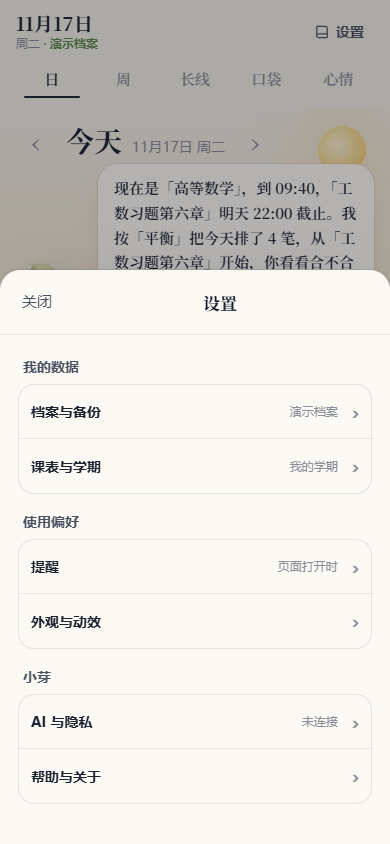 11月17日
周二 · 演示档案
设置
日 周 长线 口袋 心情
今天 11月17日 周二
现在是「高等数学」，到 09:40，「工
数习题第六章」明天 22:00 截止。我
按「平衡」把今天排了 4 笔，从「工
数习题第六章」开始，你看看合不合
关闭 设置
我的数据
档案与备份 演示档案
课表与学期 我的学期
使用偏好
提醒 页面打开时
外观与动效
小芽
AI 与隐私 未连接
帮助与关于